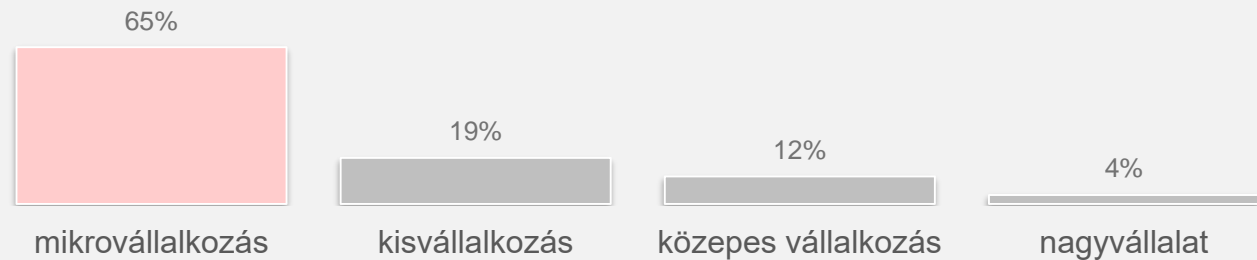 65%
19%
12%
4%
mikrovállalkozás
kisvállalkozás
közepes vállalkozás
nagyvállalat